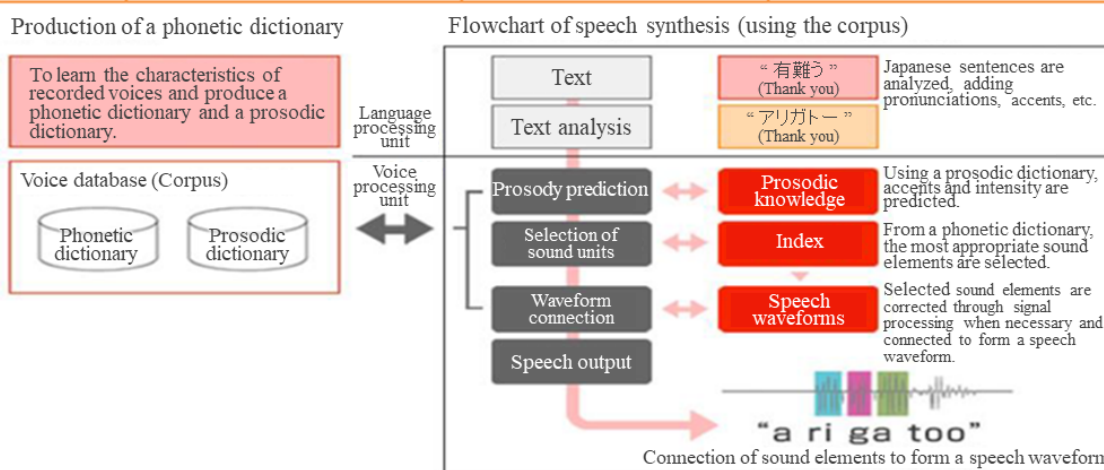 Production of a phonetic dictionary
To learn the characteristics of
recorded voices and produce a
phonetic dictionary and a prosodic
dictionary.
Voice database (Corpus)
Phonetic
dictionary
Prosodic
dictionary
Language
processing
unit
Voice
processing
unit
Flowchart of speech synthesis (using the corpus)
Text
“ 有難う ”
(Thank you)
Japanese sentences are
analyzed, adding
pronunciations, accents, etc.
Text analysis
“ アリガトー ”
(Thank you)
Prosody prediction
Prosodic
knowledge
Using a prosodic dictionary,
accents and intensity are
predicted.
Selection of
sound units
Index
From a phonetic dictionary,
the most appropriate sound
elements are selected.
Waveform
connection
Speech
waveforms
Selected sound elements are
corrected through signal
processing when necessary and
connected to form a speech
waveform.
Speech output
“a ri ga too”
Connection of sound elements to form a speech waveform